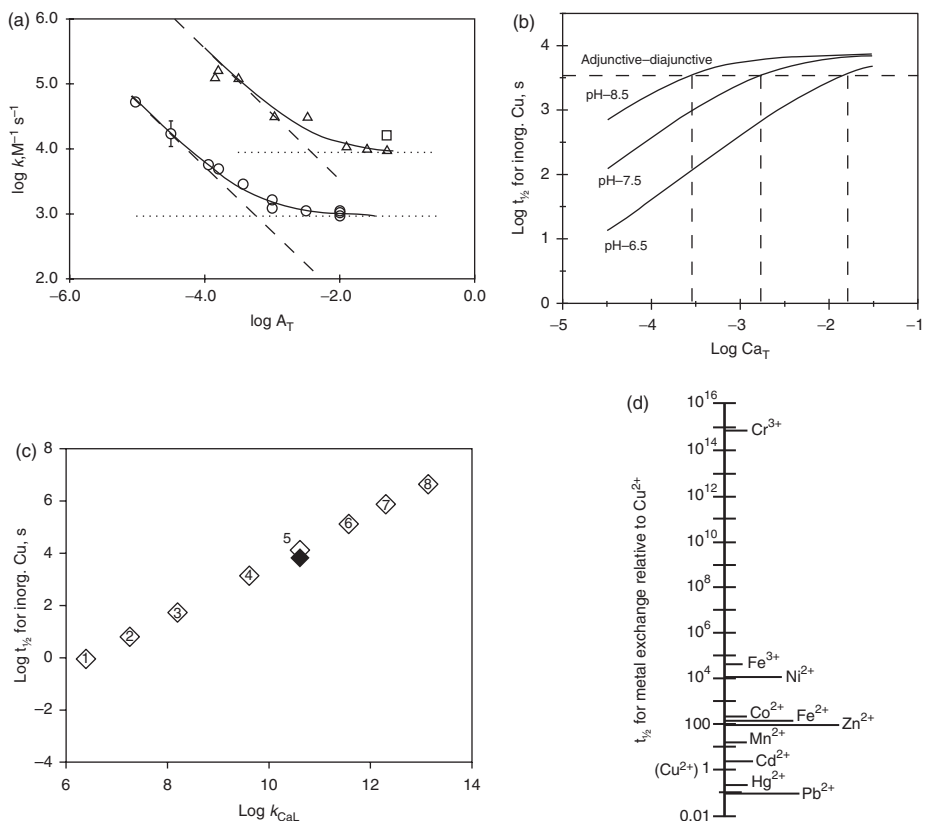 (a)
6.0
5.0
4.0
3.0
2.0
log k,M⁻¹ s⁻¹
−6.0
−4.0
−2.0
0.0
log A_T
(b)
5
4
3
2
1
0
Log t½ for inorg. Cu, s
Adjunctive–diajunctive
pH–8.5
pH–7.5
pH–6.5
−5
−4
−3
−2
−1
Log Ca_T
(c)
8
6
4
2
0
−2
−4
Log t½ for inorg. Cu, s
1
2
3
4
5
6
7
8
6
8
10
12
14
Log k_CaL
(d)
10¹⁶
10¹⁴
10¹²
10¹⁰
10⁸
10⁶
10⁴
100
1
0.01
t½ for metal exchange relative to Cu²⁺
(Cu²⁺)
Cr³⁺
Fe³⁺
Ni²⁺
Co²⁺
Fe²⁺
Zn²⁺
Mn²⁺
Cd²⁺
Hg²⁺
Pb²⁺